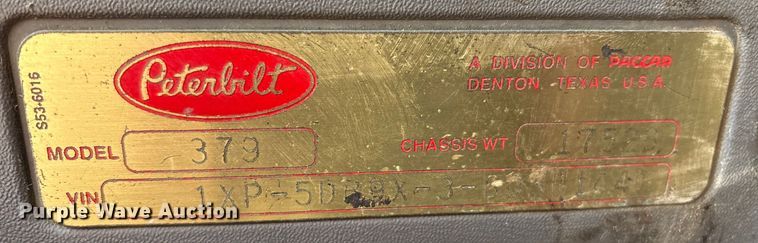 S53-6016
Peterbilt
A DIVISION OF PACCAR
DENTON, TEXAS U.S.A.
MODEL 379
CHASSIS WT
VIN
Purple Wave Auction